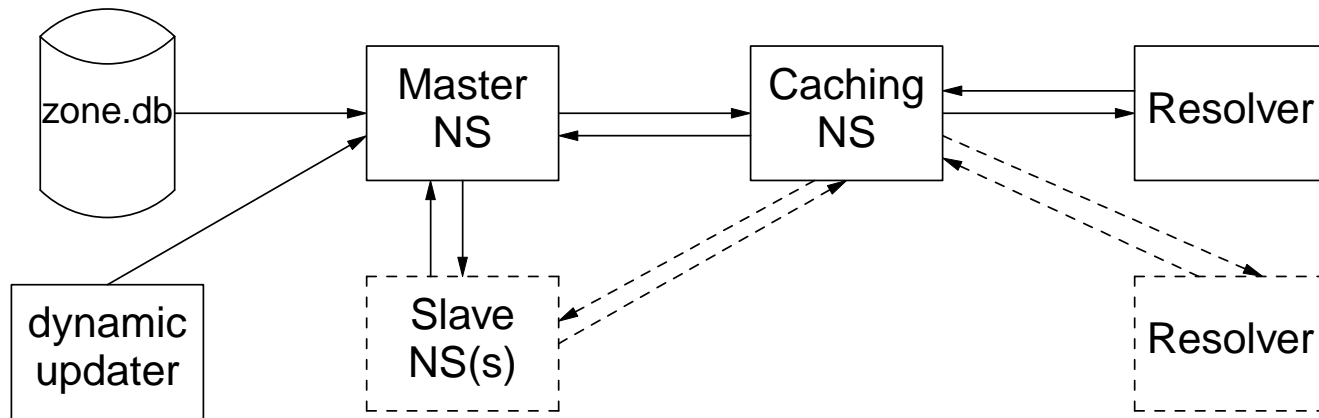 zone.db
Master
NS
Caching
NS
Resolver
dynamic
updater
Slave
NS(s)
Resolver